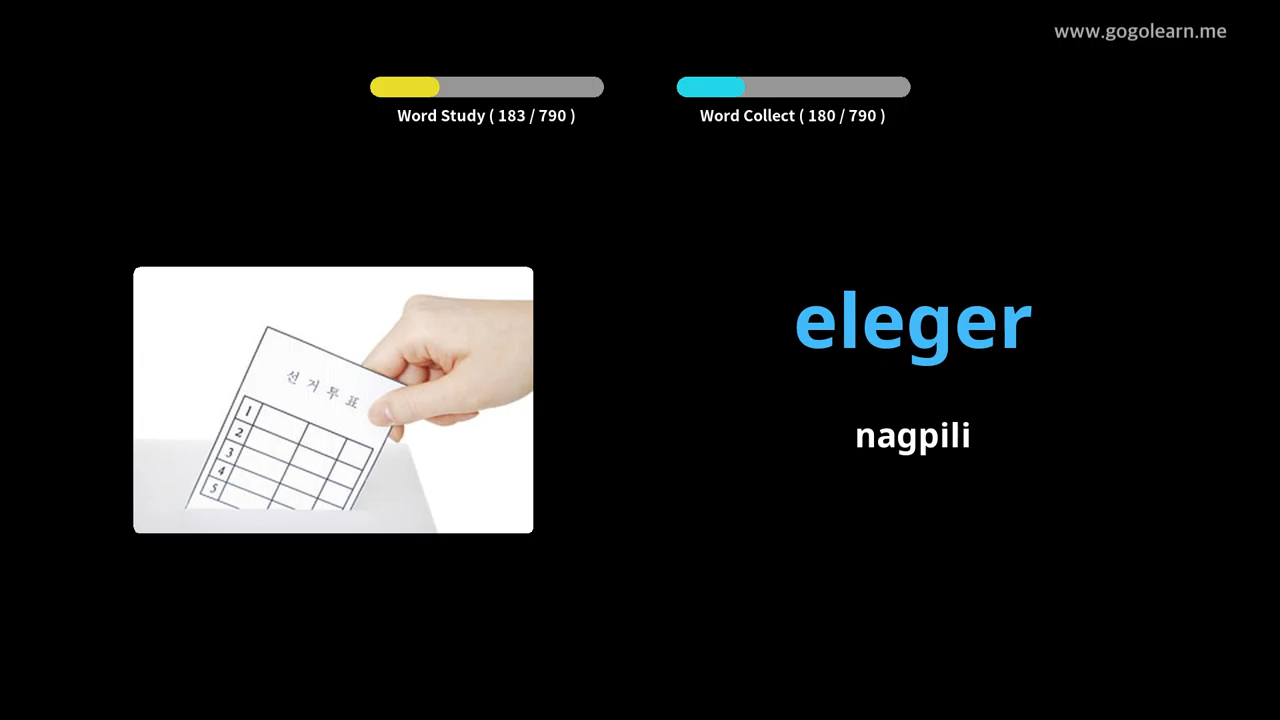 www.gogolearn.me
Word Study ( 183 / 790 )
Word Collect ( 180 / 790 )
선거투표
1
2
3
4
5
eleger
nagpili